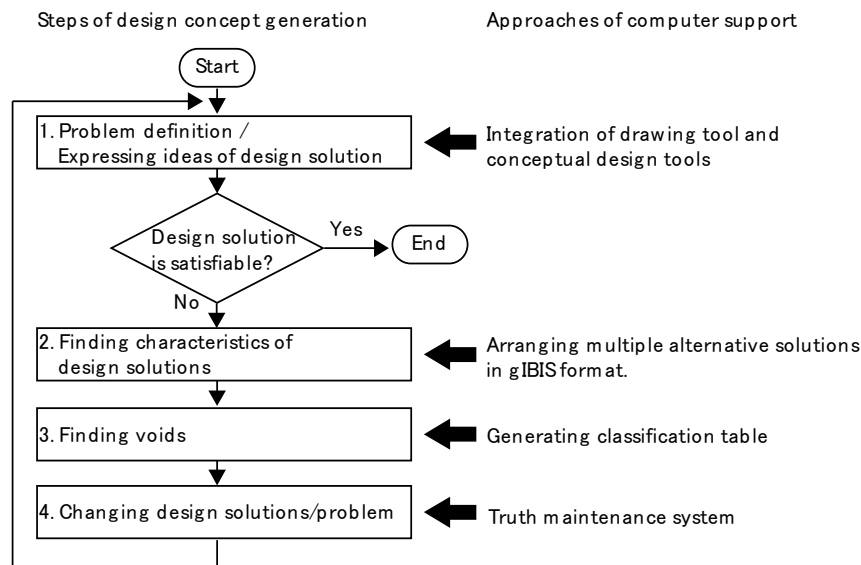 Steps of design concept generation
Approaches of computer support
Start
1. Problem definition /
Expressing ideas of design solution
Integration of drawing tool and
conceptual design tools
Design solution
is satisfiable?
Yes
End
No
2. Finding characteristics of
design solutions
Arranging multiple alternative solutions
in gIBIS format.
3. Finding voids
Generating classification table
4. Changing design solutions/problem
Truth maintenance system